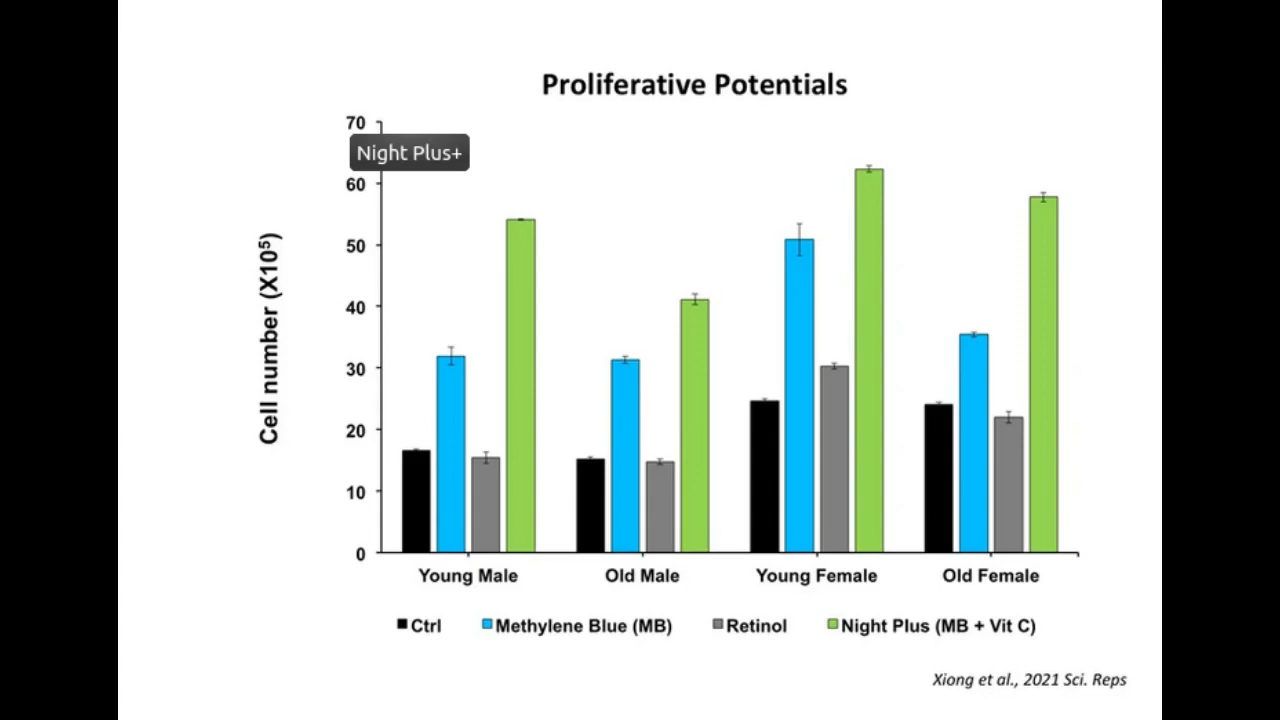 Proliferative Potentials
70
Night Plus+
60
50
40
30
20
10
0
Cell number (X10⁵)
Young Male Old Male Young Female Old Female
Ctrl Methylene Blue (MB) Retinol Night Plus (MB + Vit C)
Xiong et al., 2021 Sci. Reps